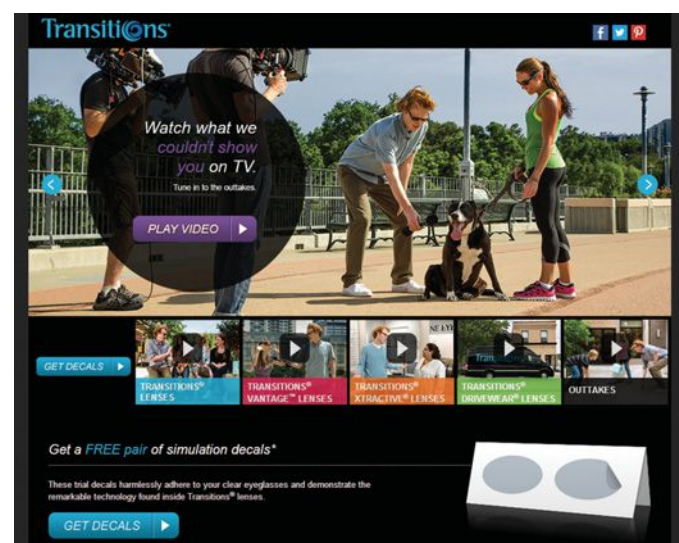 Transitions®
Watch what we
couldn't show
you on TV.
Tune in to the outtakes.
PLAY VIDEO
GET DECALS
TRANSITIONS®
LENSES
TRANSITIONS®
VANTAGE™ LENSES
TRANSITIONS®
XTRACTIVE® LENSES
TRANSITIONS®
DRIVEWEAR® LENSES
OUTTAKES
Get a FREE pair of simulation decals*
These trial decals harmlessly adhere to your clear eyeglasses and demonstrate the
remarkable technology found inside Transitions® lenses.
GET DECALS